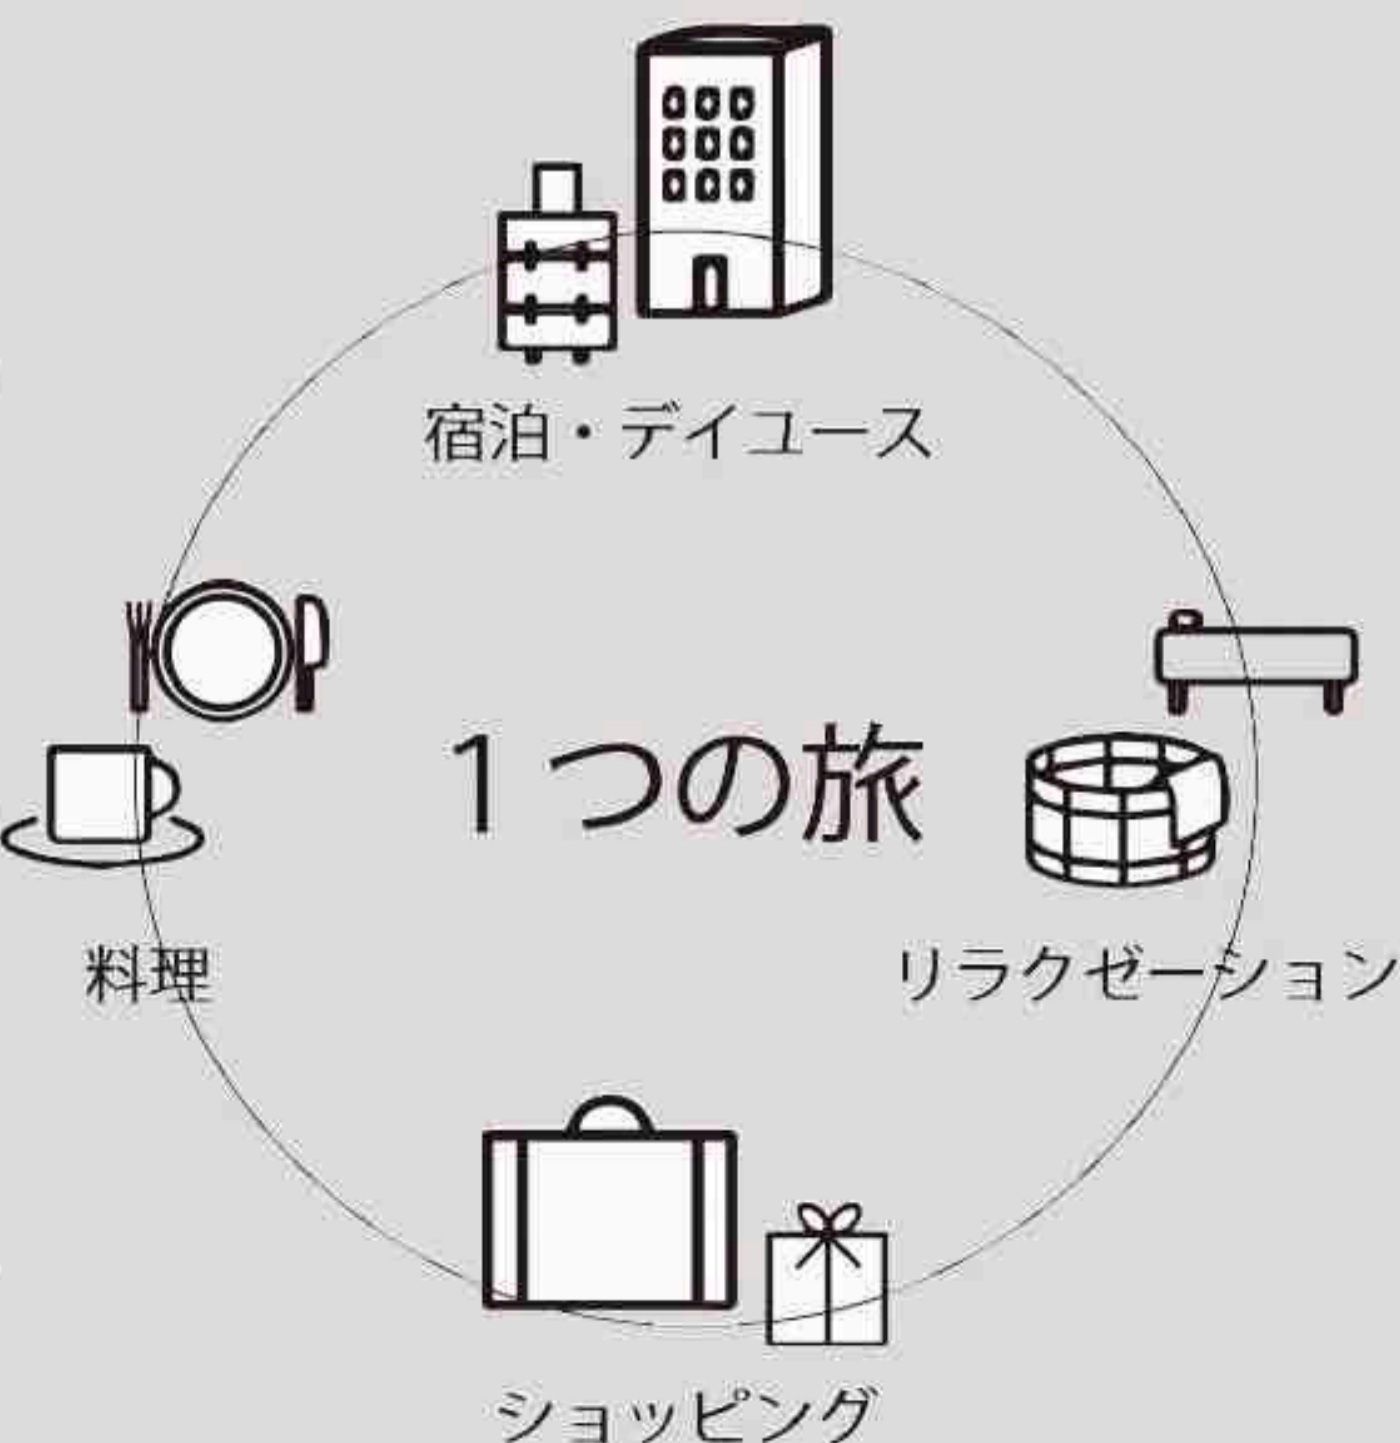 宿泊・デイユース
１つの旅
料理
リラクゼーション
ショッピング